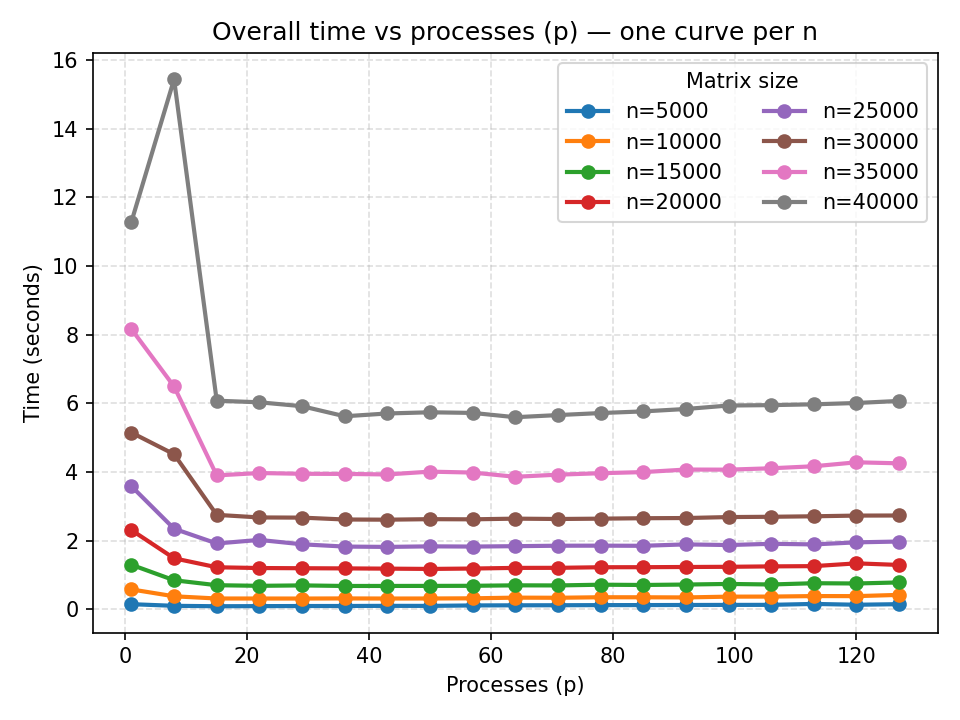 Overall time vs processes (p) — one curve per n
16
14
12
10
8
6
4
2
0
Time (seconds)
Matrix size
n=5000
n=10000
n=15000
n=20000
n=25000
n=30000
n=35000
n=40000
0 20 40 60 80 100 120
Processes (p)